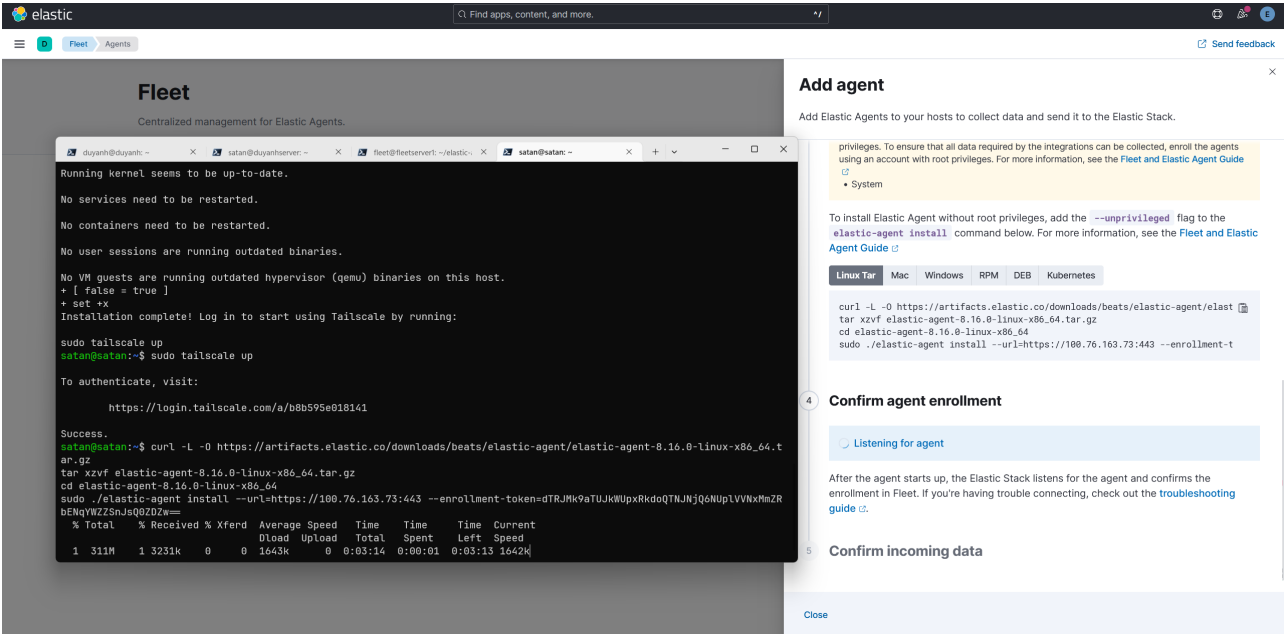 elastic
Find apps, content, and more.
^/
E
D
Fleet
Agents
Send feedback
Fleet
Centralized management for Elastic Agents.
duyanh@duyanh: ~
satan@duyanhserver: ~
fleet@fleetserver1: ~/elastic-a
satan@satan: ~
Running kernel seems to be up-to-date.
No services need to be restarted.
No containers need to be restarted.
No user sessions are running outdated binaries.
No VM guests are running outdated hypervisor (qemu) binaries on this host.
+ [ false = true ]
+ set +x
Installation complete! Log in to start using Tailscale by running:
sudo tailscale up
satan@satan:~$ sudo tailscale up
To authenticate, visit:
https://login.tailscale.com/a/b8b595e018141
Success.
satan@satan:~$ curl -L -O https://artifacts.elastic.co/downloads/beats/elastic-agent/elastic-agent-8.16.0-linux-x86_64.t
ar.gz
tar xzvf elastic-agent-8.16.0-linux-x86_64.tar.gz
cd elastic-agent-8.16.0-linux-x86_64
sudo ./elastic-agent install --url=https://100.76.163.73:443 --enrollment-token=dTRJMk9aTUJkWUpxRkdoQTNJNjQ6NUplVVNxMmZR
bENqYWZZSnJsQ0ZDZw==
% Total % Received % Xferd Average Speed Time Time Time Current
Dload Upload Total Spent Left Speed
1 311M 1 3231k 0 0 1643k 0 0:03:14 0:00:01 0:03:13 1642k
Add agent
Add Elastic Agents to your hosts to collect data and send it to the Elastic Stack.
privileges. To ensure that all data required by the integrations can be collected, enroll the agents
using an account with root privileges. For more information, see the Fleet and Elastic Agent Guide
• System
To install Elastic Agent without root privileges, add the --unprivileged flag to the
elastic-agent install command below. For more information, see the Fleet and Elastic
Agent Guide
Linux Tar
Mac
Windows
RPM
DEB
Kubernetes
curl -L -O https://artifacts.elastic.co/downloads/beats/elastic-agent/elast
tar xzvf elastic-agent-8.16.0-linux-x86_64.tar.gz
cd elastic-agent-8.16.0-linux-x86_64
sudo ./elastic-agent install --url=https://100.76.163.73:443 --enrollment-t
4
Confirm agent enrollment
Listening for agent
After the agent starts up, the Elastic Stack listens for the agent and confirms the
enrollment in Fleet. If you're having trouble connecting, check out the troubleshooting
guide
5
Confirm incoming data
Close